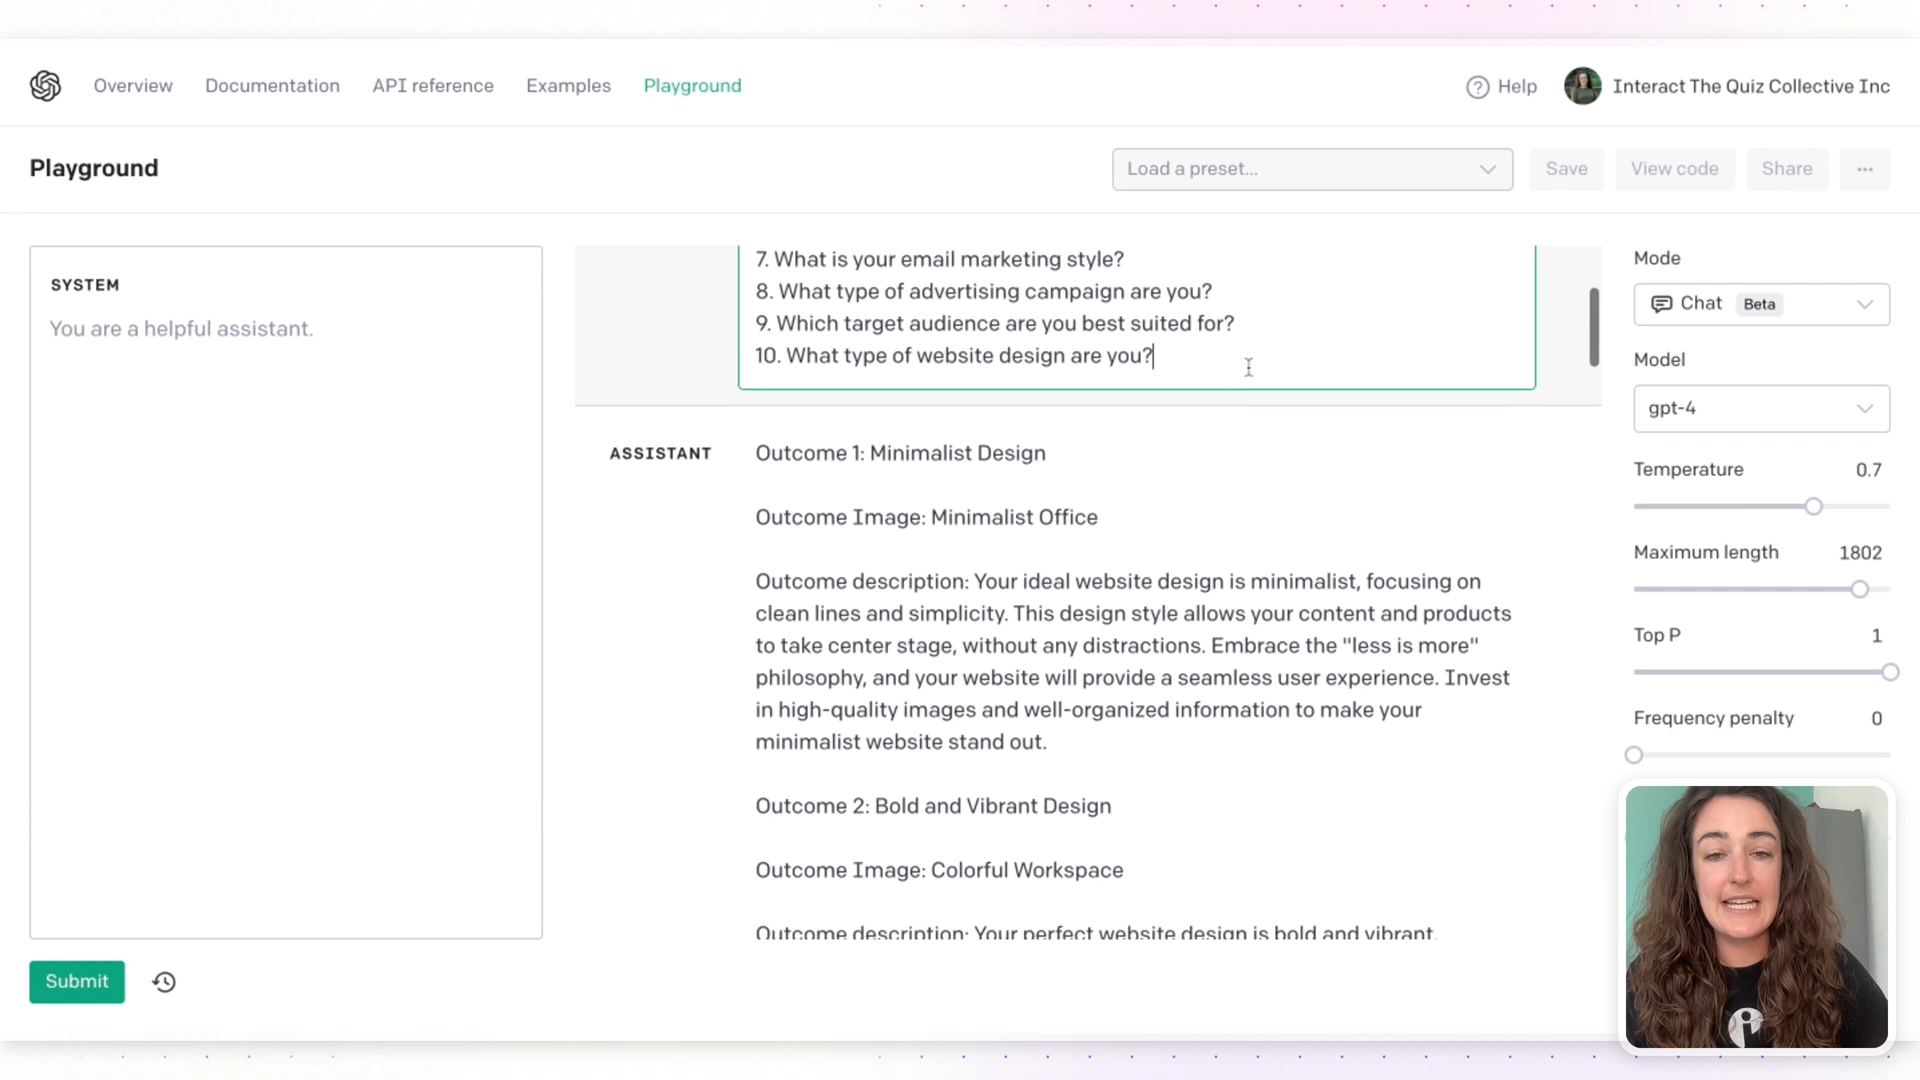 Overview Documentation API reference Examples Playground Help Interact The Quiz Collective Inc
Playground Load a preset... Save View code Share ...
SYSTEM
You are a helpful assistant.
7. What is your email marketing style?
8. What type of advertising campaign are you?
9. Which target audience are you best suited for?
10. What type of website design are you?
ASSISTANT
Outcome 1: Minimalist Design
Outcome Image: Minimalist Office
Outcome description: Your ideal website design is minimalist, focusing on
clean lines and simplicity. This design style allows your content and products
to take center stage, without any distractions. Embrace the "less is more"
philosophy, and your website will provide a seamless user experience. Invest
in high-quality images and well-organized information to make your
minimalist website stand out.
Outcome 2: Bold and Vibrant Design
Outcome Image: Colorful Workspace
Outcome description: Your perfect website design is bold and vibrant,
Mode
Chat Beta
Model
gpt-4
Temperature 0.7
Maximum length 1802
Top P 1
Frequency penalty 0
Submit